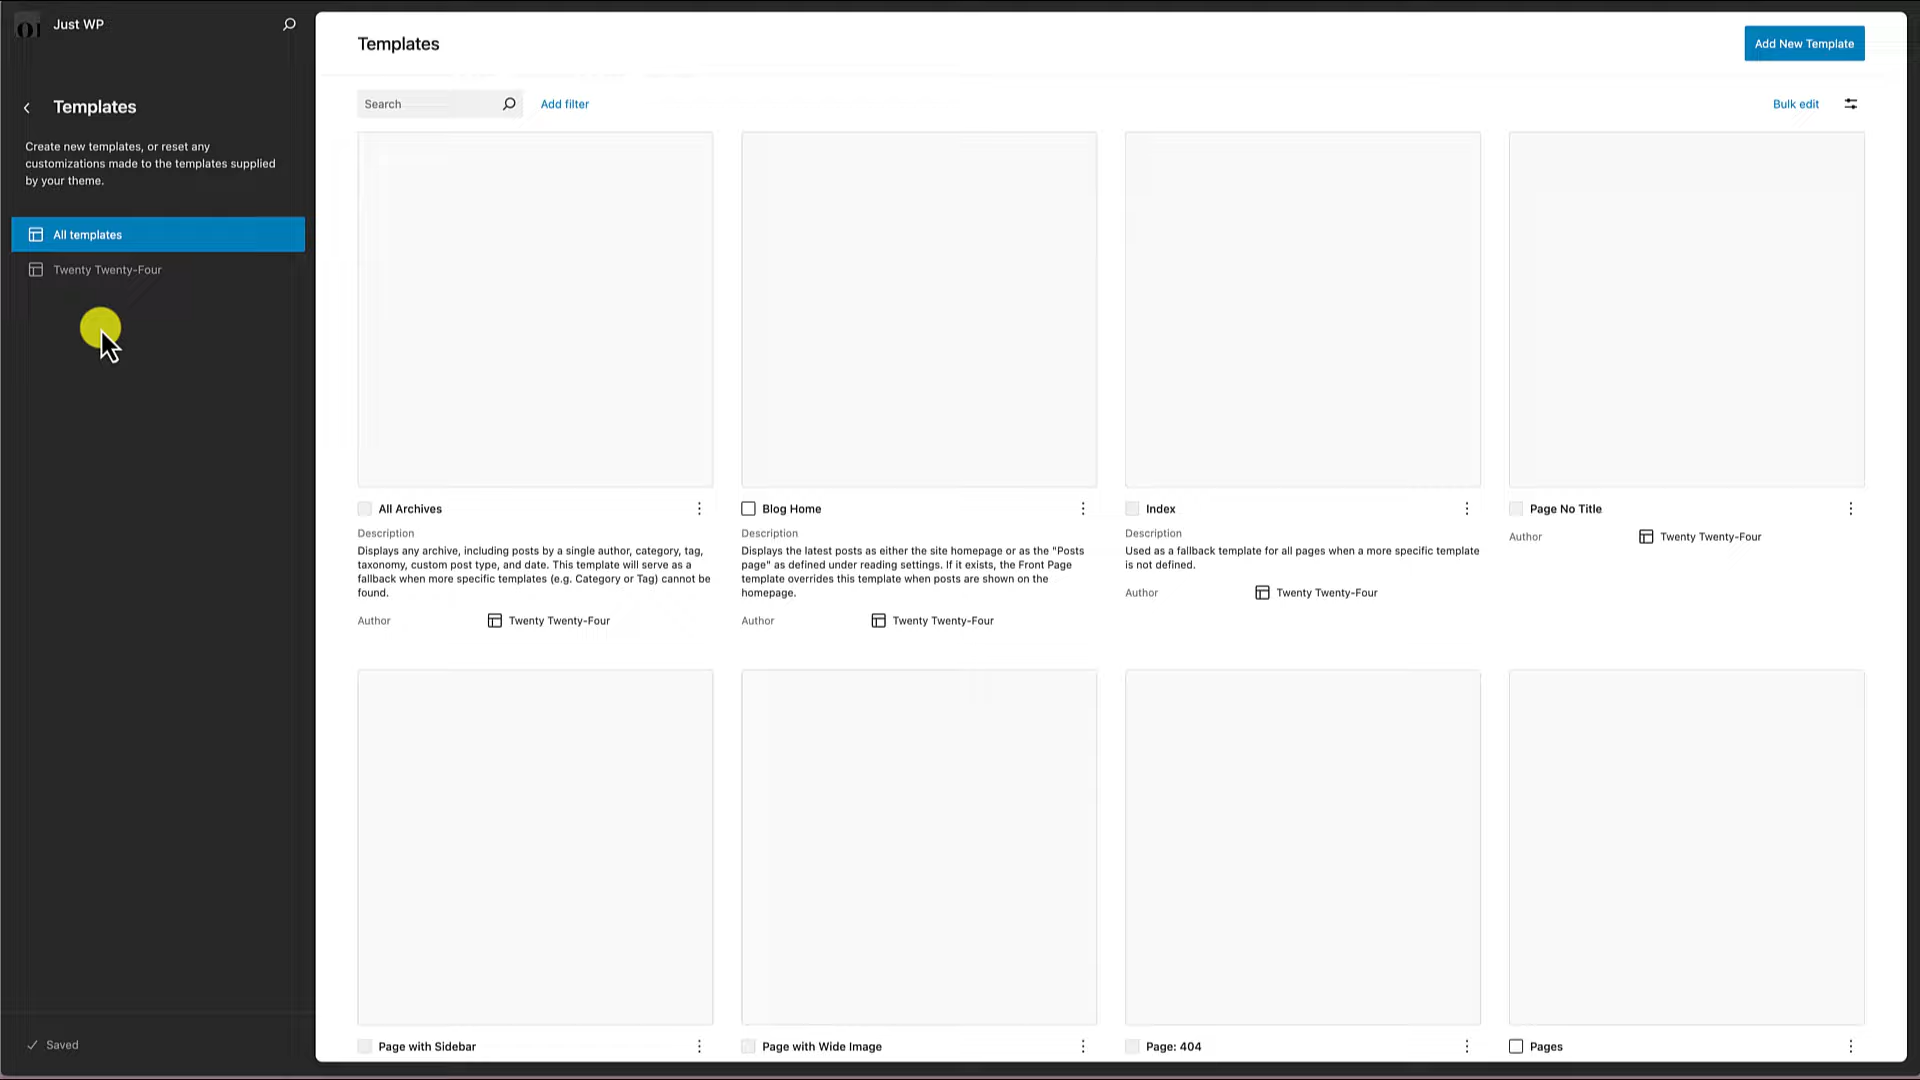 Just WP
Templates
Create new templates, or reset any
customizations made to the templates supplied
by your theme.
All templates
Twenty Twenty-Four
Saved
Templates
Add New Template
Search
Add filter
Bulk edit
All Archives
Description
Displays any archive, including posts by a single author, category, tag,
taxonomy, custom post type, and date. This template will serve as a
fallback when more specific templates (e.g. Category or Tag) cannot be
found.
Author Twenty Twenty-Four
Blog Home
Description
Displays the latest posts as either the site homepage or as the "Posts
page" as defined under reading settings. If it exists, the Front Page
template overrides this template when posts are shown on the
homepage.
Author Twenty Twenty-Four
Index
Description
Used as a fallback template for all pages when a more specific template
is not defined.
Author Twenty Twenty-Four
Page No Title
Author Twenty Twenty-Four
Page with Sidebar
Page with Wide Image
Page: 404
Pages